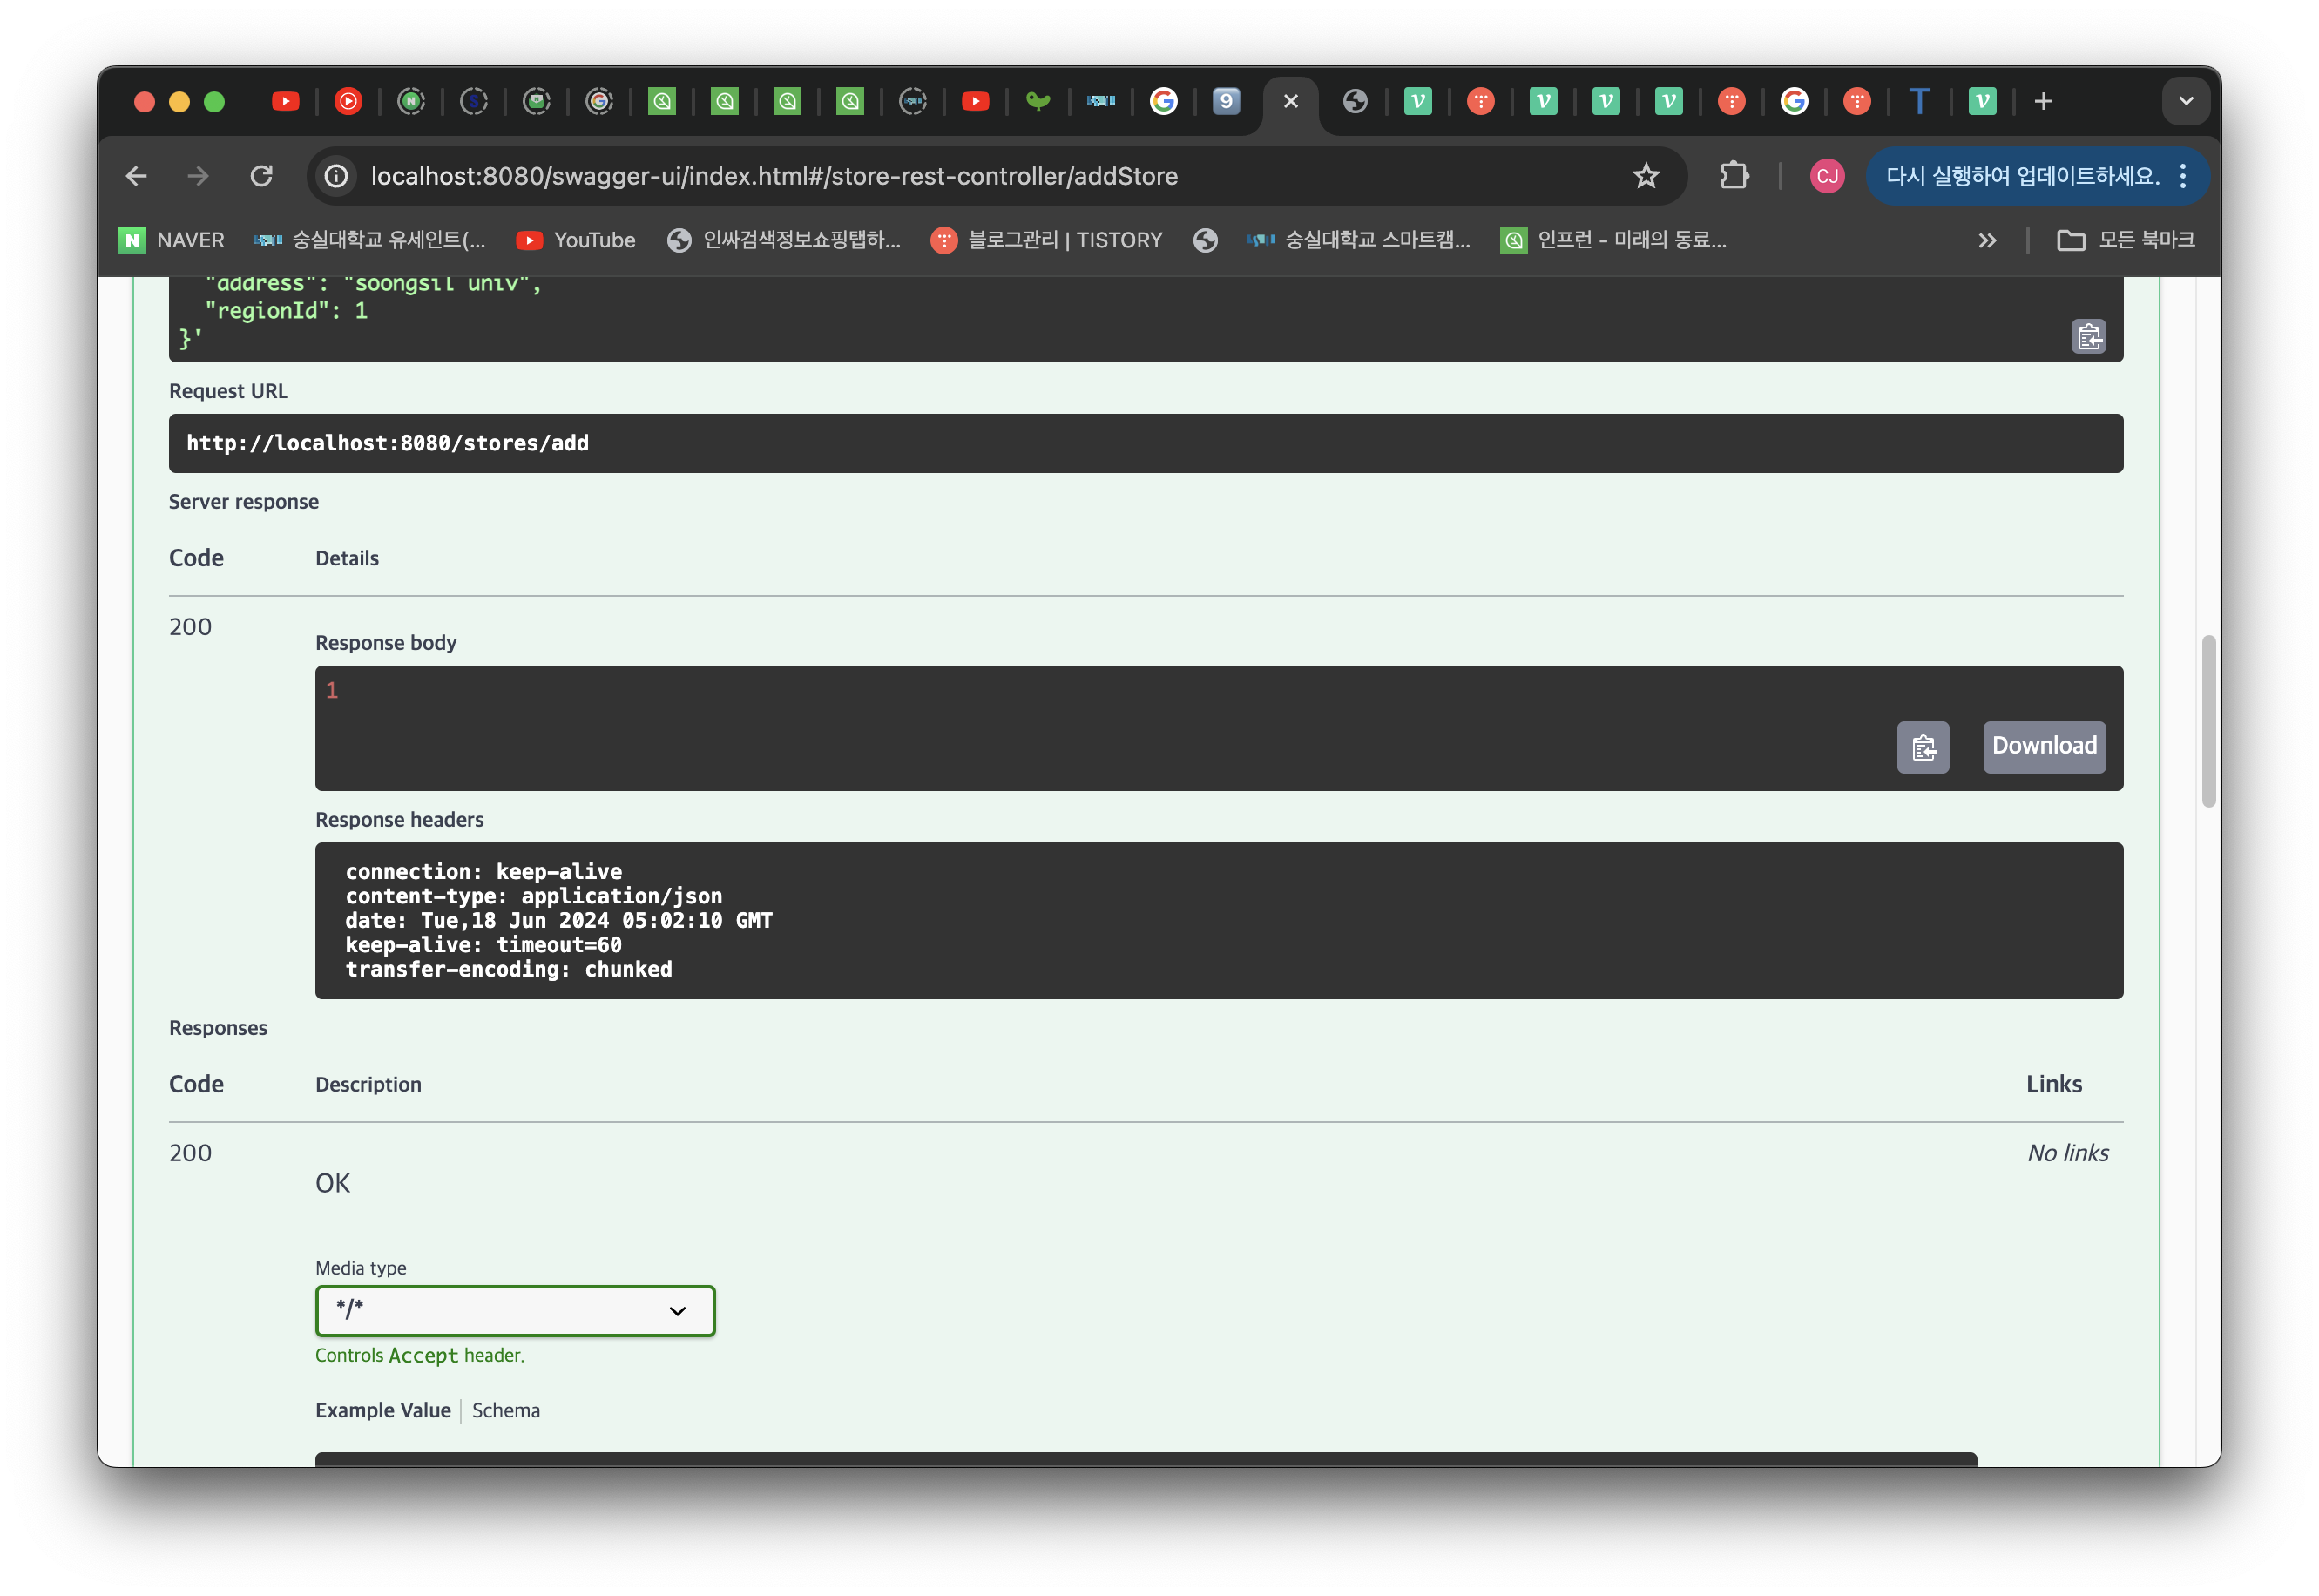 localhost:8080/swagger-ui/index.html#/store-rest-controller/addStore
CJ
다시 실행하여 업데이트하세요.
NAVER
숭실대학교 유세인트(...
YouTube
인싸검색정보쇼핑탭하...
블로그관리 | TISTORY
숭실대학교 스마트캠...
인프런 - 미래의 동료...
모든 북마크
"address": "soongsil univ",
"regionId": 1
}'
Request URL
http://localhost:8080/stores/add
Server response
Code Details
200
Response body
1
Download
Response headers
connection: keep-alive
content-type: application/json
date: Tue,18 Jun 2024 05:02:10 GMT
keep-alive: timeout=60
transfer-encoding: chunked
Responses
Code Description Links
200 No links
OK
Media type
*/*
Controls Accept header.
Example Value Schema